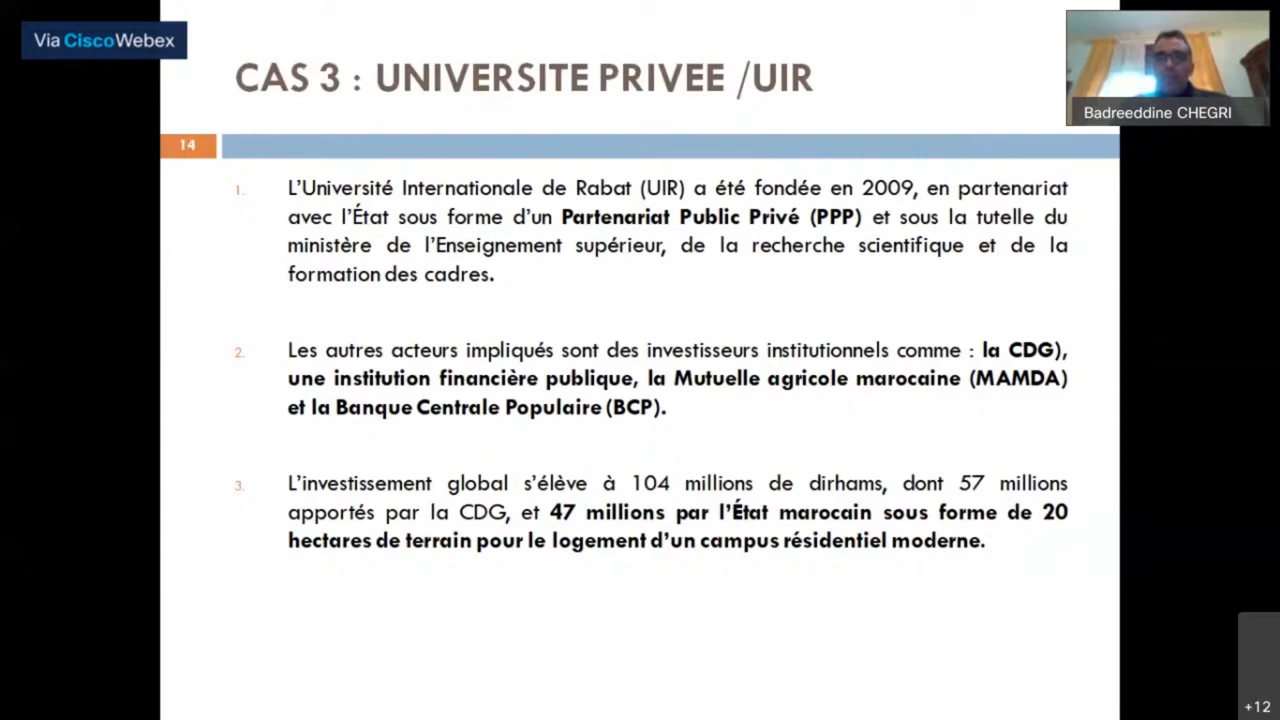 Via CiscoWebex
CAS 3 : UNIVERSITE PRIVEE /UIR
Badreeddine CHEGRI
14
1. L’Université Internationale de Rabat (UIR) a été fondée en 2009, en partenariat
avec l’État sous forme d’un Partenariat Public Privé (PPP) et sous la tutelle du
ministère de l’Enseignement supérieur, de la recherche scientifique et de la
formation des cadres.
2. Les autres acteurs impliqués sont des investisseurs institutionnels comme : la CDG),
une institution financière publique, la Mutuelle agricole marocaine (MAMDA)
et la Banque Centrale Populaire (BCP).
3. L’investissement global s’élève à 104 millions de dirhams, dont 57 millions
apportés par la CDG, et 47 millions par l’État marocain sous forme de 20
hectares de terrain pour le logement d’un campus résidentiel moderne.
+12